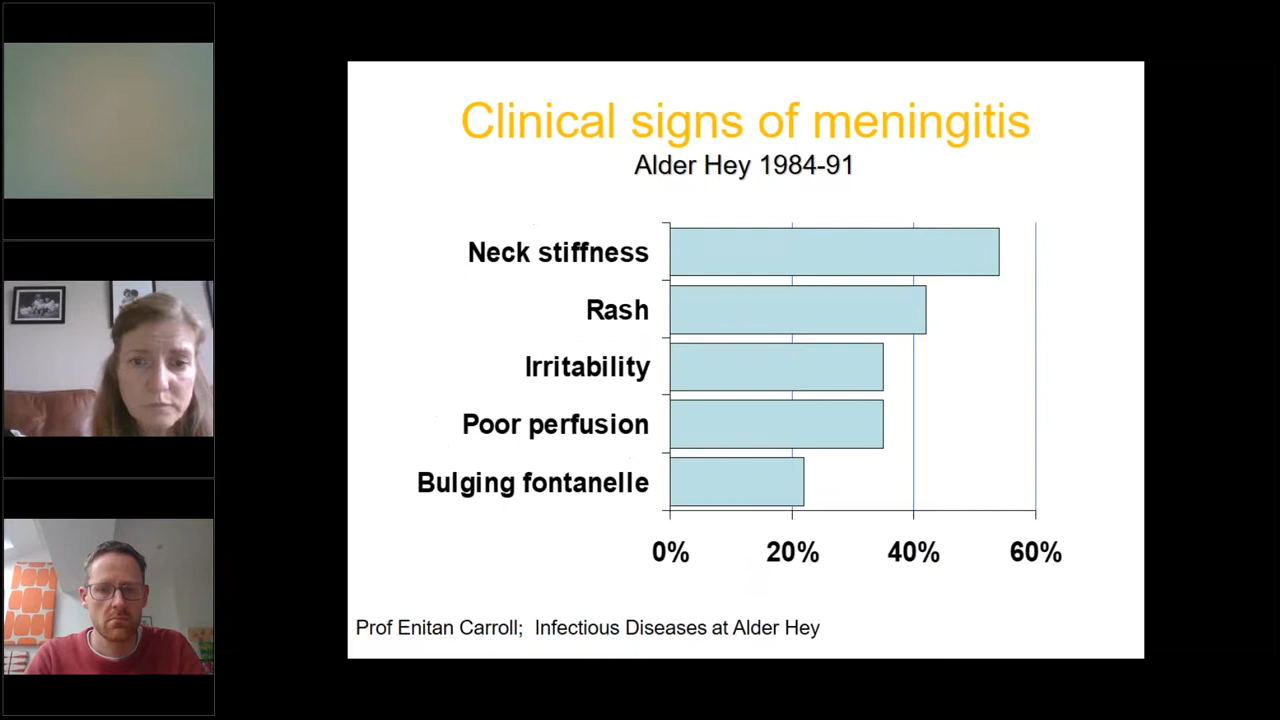 Clinical signs of meningitis
Alder Hey 1984-91
Neck stiffness
Rash
Irritability
Poor perfusion
Bulging fontanelle
0% 20% 40% 60%
Prof Enitan Carroll; Infectious Diseases at Alder Hey